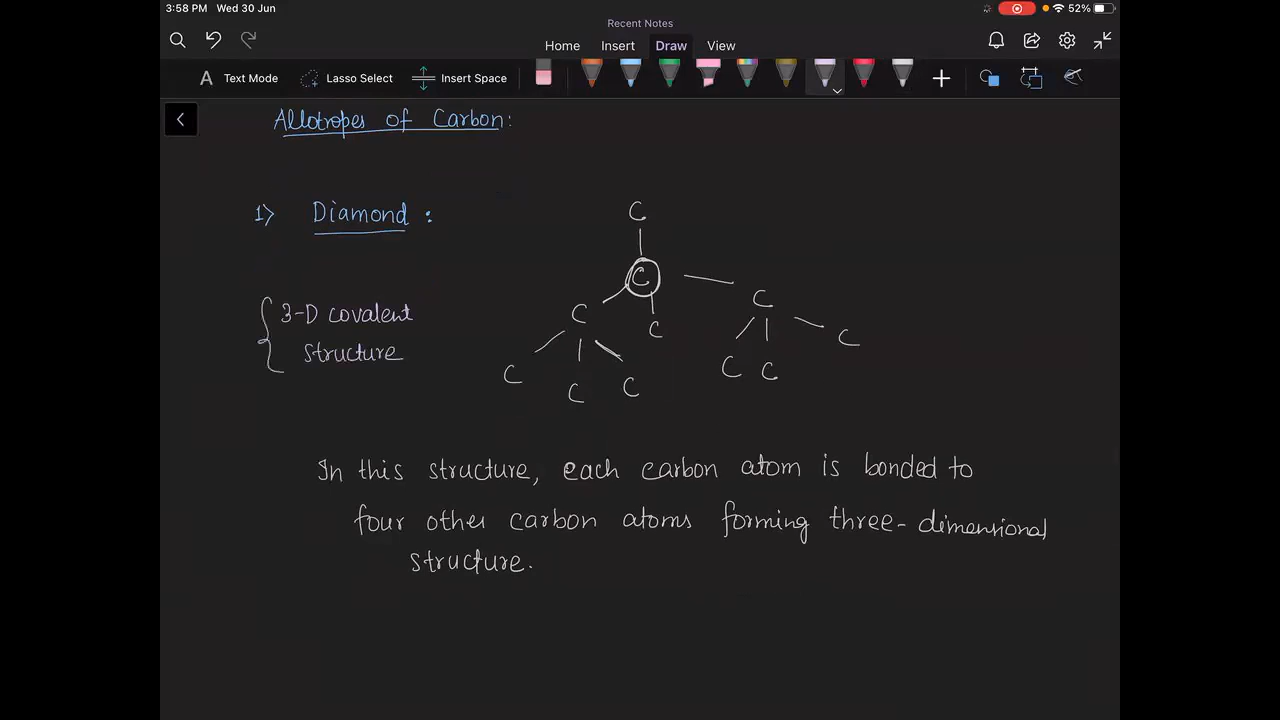 3:58 PM Wed 30 Jun 52%
Recent Notes
Home Insert Draw View
A Text Mode Lasso Select Insert Space
Allotropes of Carbon:
1> Diamond :
C
C
C
C
C
3-D covalent
structure
C
C
C
C
C
C
In this structure, each carbon atom is bonded to
four other carbon atoms forming three-dimensional
structure.